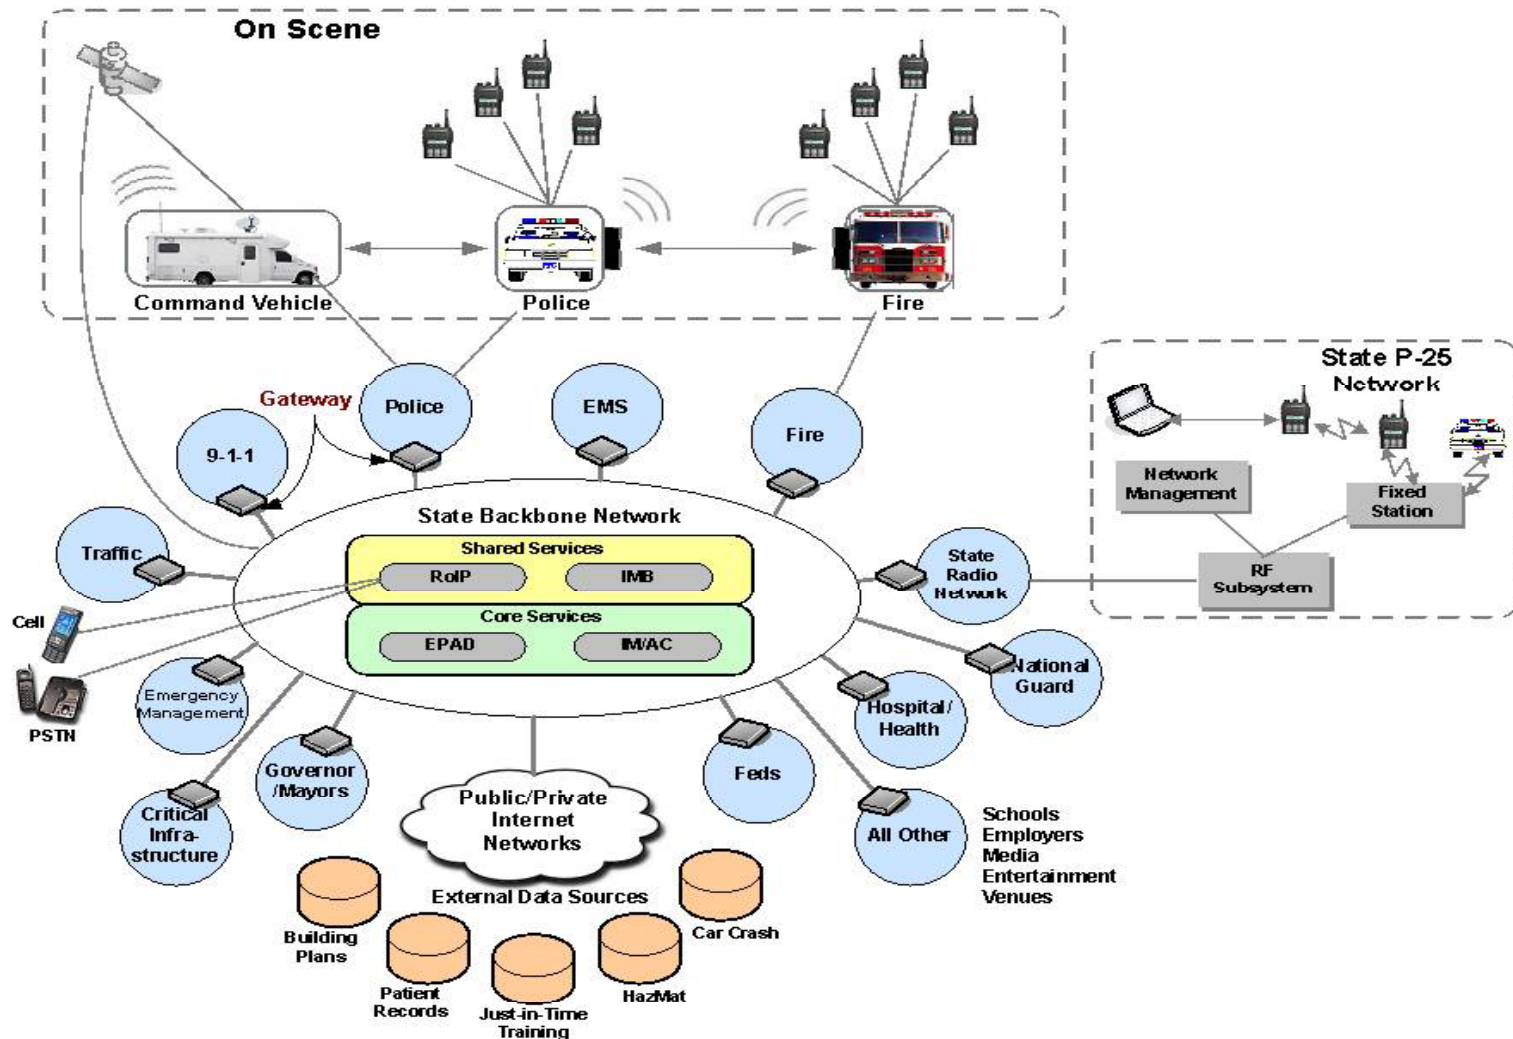 On Scene
Command Vehicle
Police
Fire
State P-25
Network
Network
Management
Fixed
Station
RF
Subsystem
Gateway
Police
EMS
Fire
9-1-1
Traffic
State Backbone Network
Shared Services
RoIP
IMB
Core Services
EPAD
IM/AC
State
Radio
Network
Cell
PSTN
Emergency
Management
National
Guard
Hospital/
Health
Governor
/Mayors
Feds
Critical
Infra-
structure
Public/Private
Internet
Networks
All Other
Schools
Employers
Media
Entertainment
Venues
External Data Sources
Building
Plans
Patient
Records
Just-in-Time
Training
HazMat
Car Crash